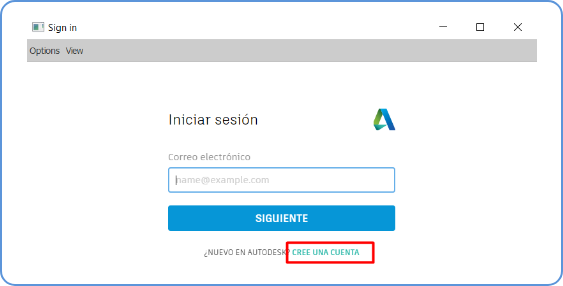 Sign in
Options View
Iniciar sesión
Correo electrónico
name@example.com
SIGUIENTE
¿NUEVO EN AUTODESK? CREE UNA CUENTA